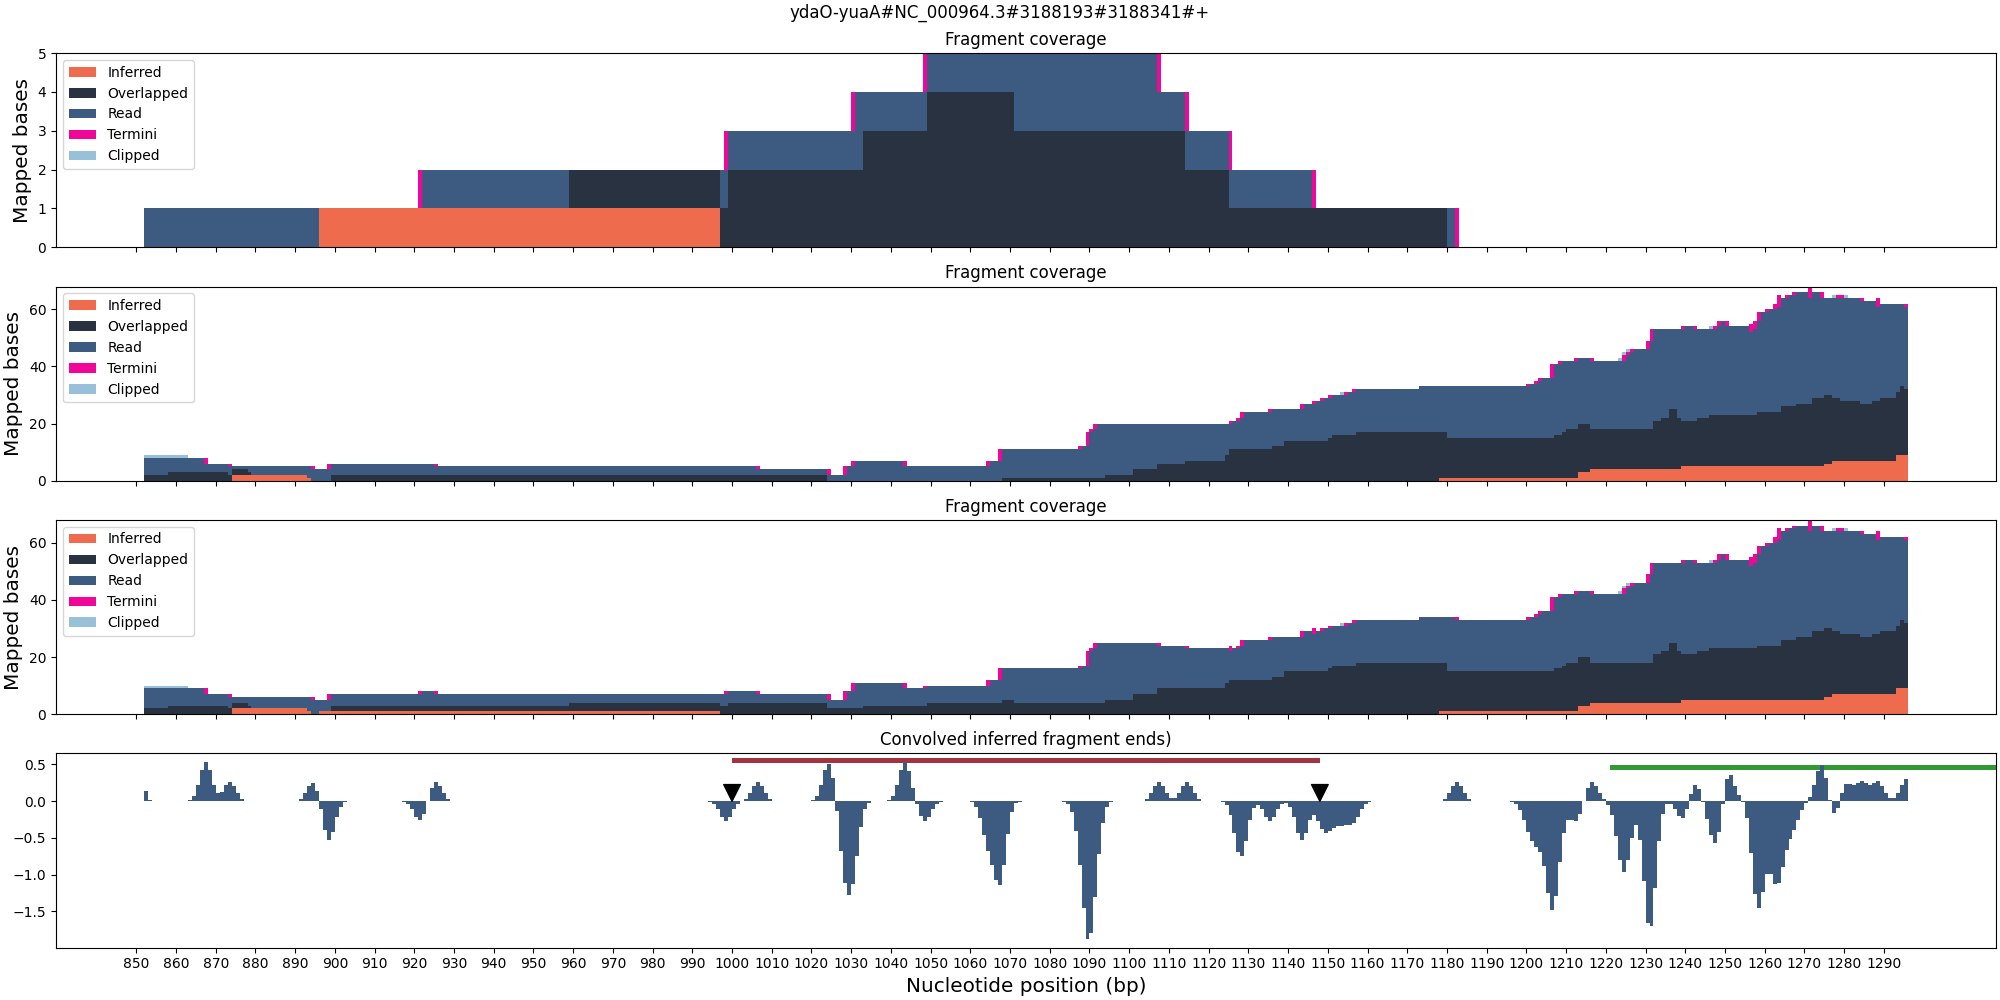 ydaO-yuaA#NC_000964.3#3188193#3188341#+
Fragment coverage
5
4
3
2
1
0
Mapped bases
Inferred
Overlapped
Read
Termini
Clipped
Fragment coverage
60
40
20
0
Mapped bases
Inferred
Overlapped
Read
Termini
Clipped
Fragment coverage
60
40
20
0
Mapped bases
Inferred
Overlapped
Read
Termini
Clipped
Convolved inferred fragment ends)
0.5
0.0
−0.5
−1.0
−1.5
850 860 870 880 890 900 910 920 930 940 950 960 970 980 990 1000 1010 1020 1030 1040 1050 1060 1070 1080 1090 1100 1110 1120 1130 1140 1150 1160 1170 1180 1190 1200 1210 1220 1230 1240 1250 1260 1270 1280 1290
Nucleotide position (bp)